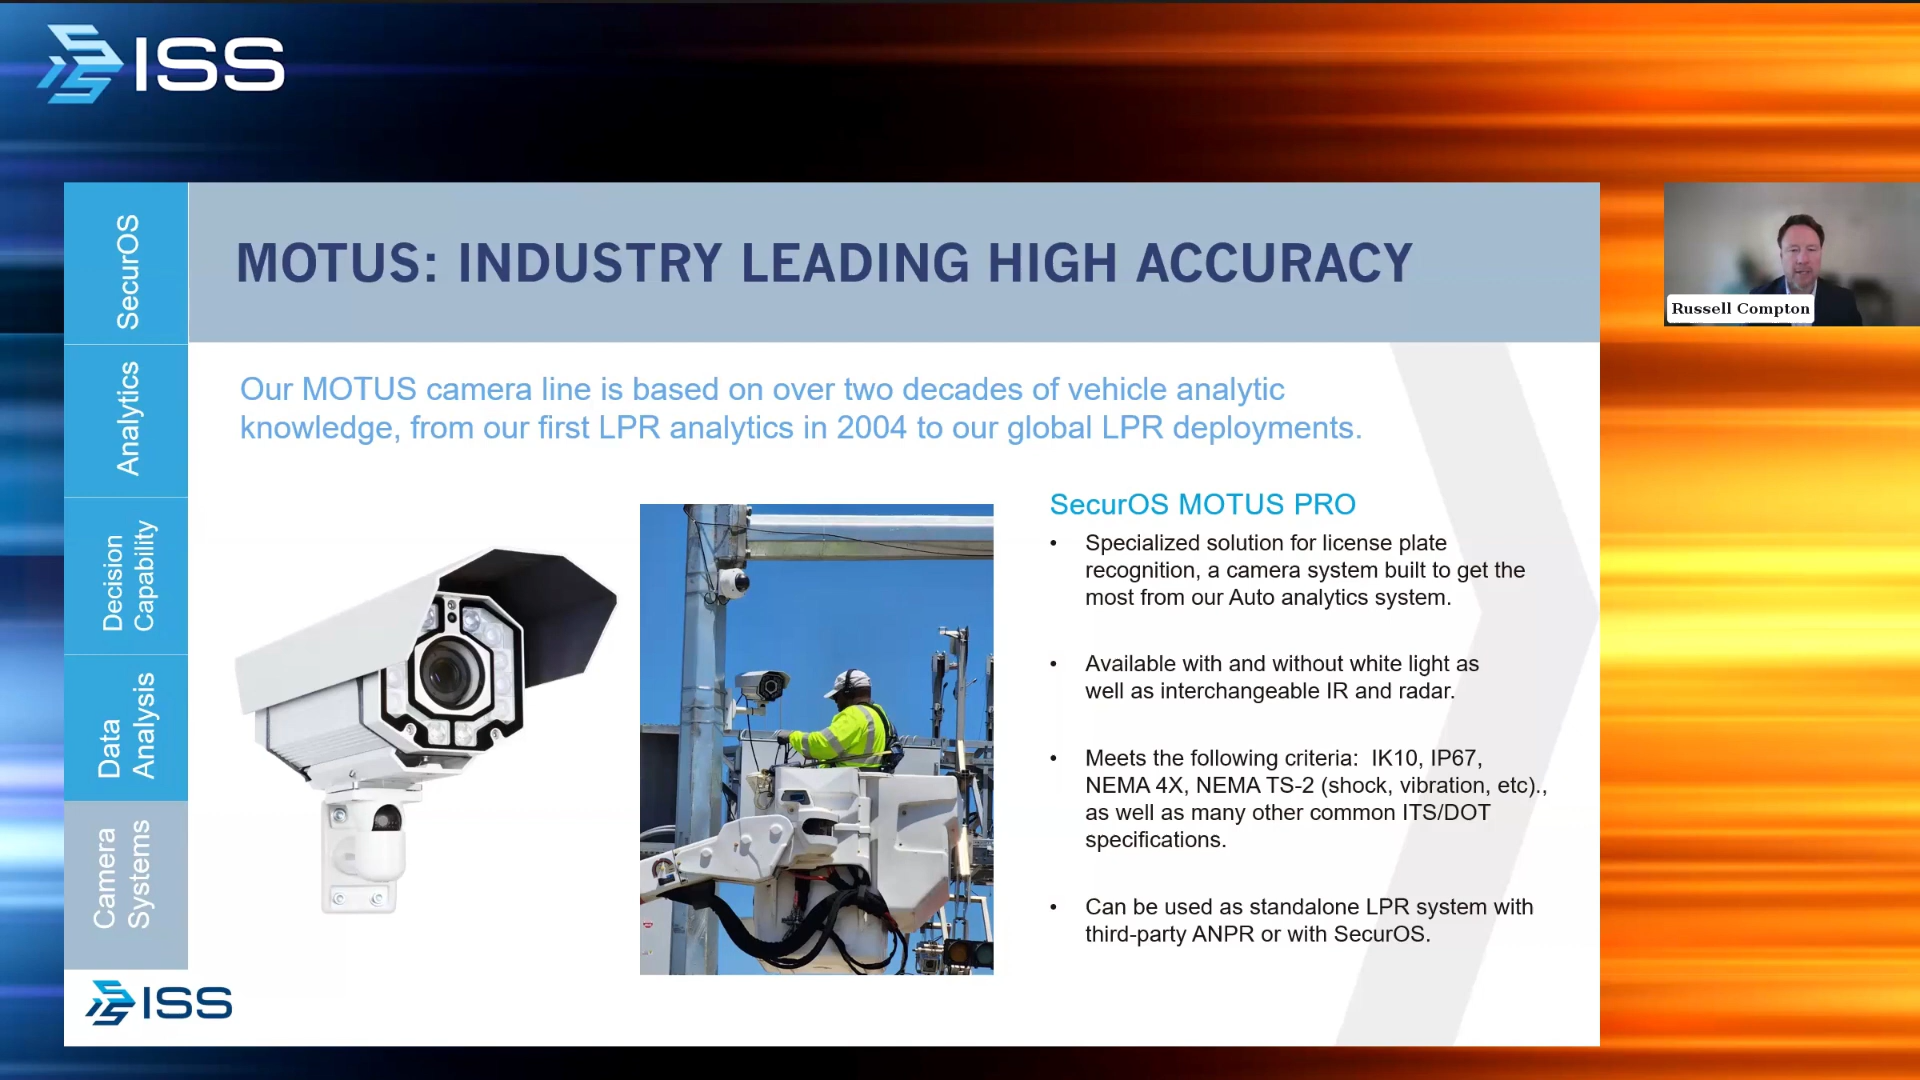 ISS
SecurOS
Analytics
Decision
Capability
Data
Analysis
Camera
Systems
MOTUS: INDUSTRY LEADING HIGH ACCURACY
Russell Compton
Our MOTUS camera line is based on over two decades of vehicle analytic
knowledge, from our first LPR analytics in 2004 to our global LPR deployments.
SecurOS MOTUS PRO
• Specialized solution for license plate
recognition, a camera system built to get the
most from our Auto analytics system.
• Available with and without white light as
well as interchangeable IR and radar.
• Meets the following criteria:  IK10, IP67,
NEMA 4X, NEMA TS-2 (shock, vibration, etc).,
as well as many other common ITS/DOT
specifications.
• Can be used as standalone LPR system with
third-party ANPR or with SecurOS.
ISS